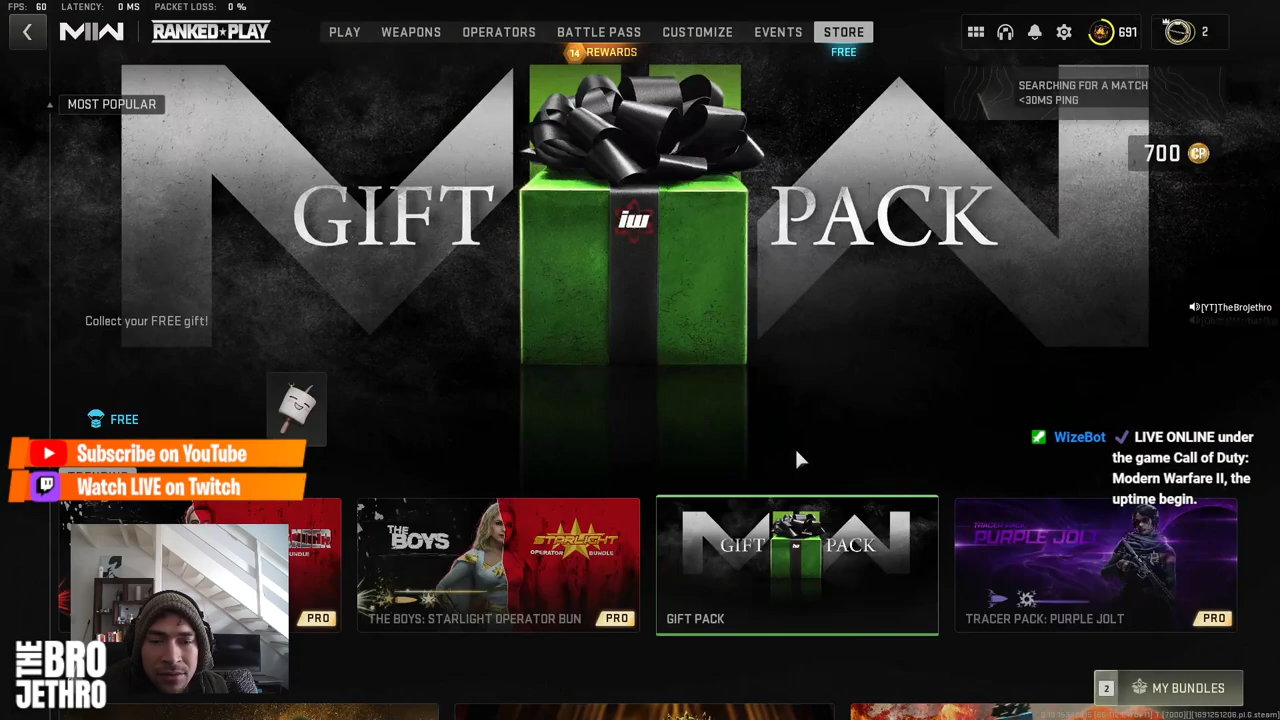 FPS: 60 LATENCY: 0 MS PACKET LOSS: 0 %
MW RANKED PLAY PLAY WEAPONS OPERATORS BATTLE PASS CUSTOMIZE EVENTS STORE 691 2
14 REWARDS FREE
MOST POPULAR
SEARCHING FOR A MATCH
<30MS PING
700 CP
GIFT PACK
iw
[YT]TheBroJethro
Collect your FREE gift!
FREE
Subscribe on YouTube
Watch LIVE on Twitch
WizeBot LIVE ONLINE under
the game Call of Duty:
Modern Warfare II, the
uptime begin.
THE BOYS
STARLIGHT
OPERATOR BUNDLE
GIFT PACK
TRACER PACK
PURPLE JOLT
PRO
THE BOYS: STARLIGHT OPERATOR BUN PRO
GIFT PACK
TRACER PACK: PURPLE JOLT PRO
THE BRO JETHRO
2 MY BUNDLES